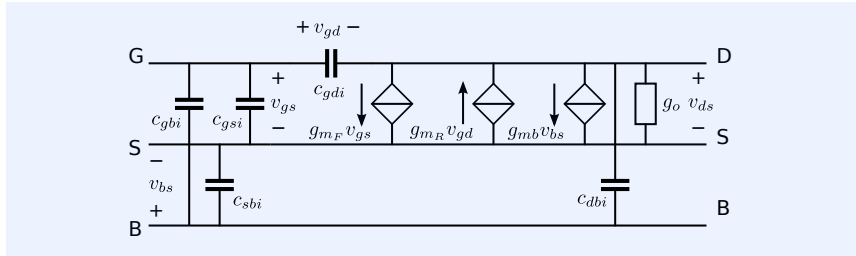 + v_gd −
G
D
c_gdi
+
v_gs
−
+
g_o v_ds
−
c_gbi
c_gsi
g_mF v_gs
g_mR v_gd
g_mb v_bs
S
S
−
v_bs
+
c_sbi
c_dbi
B
B